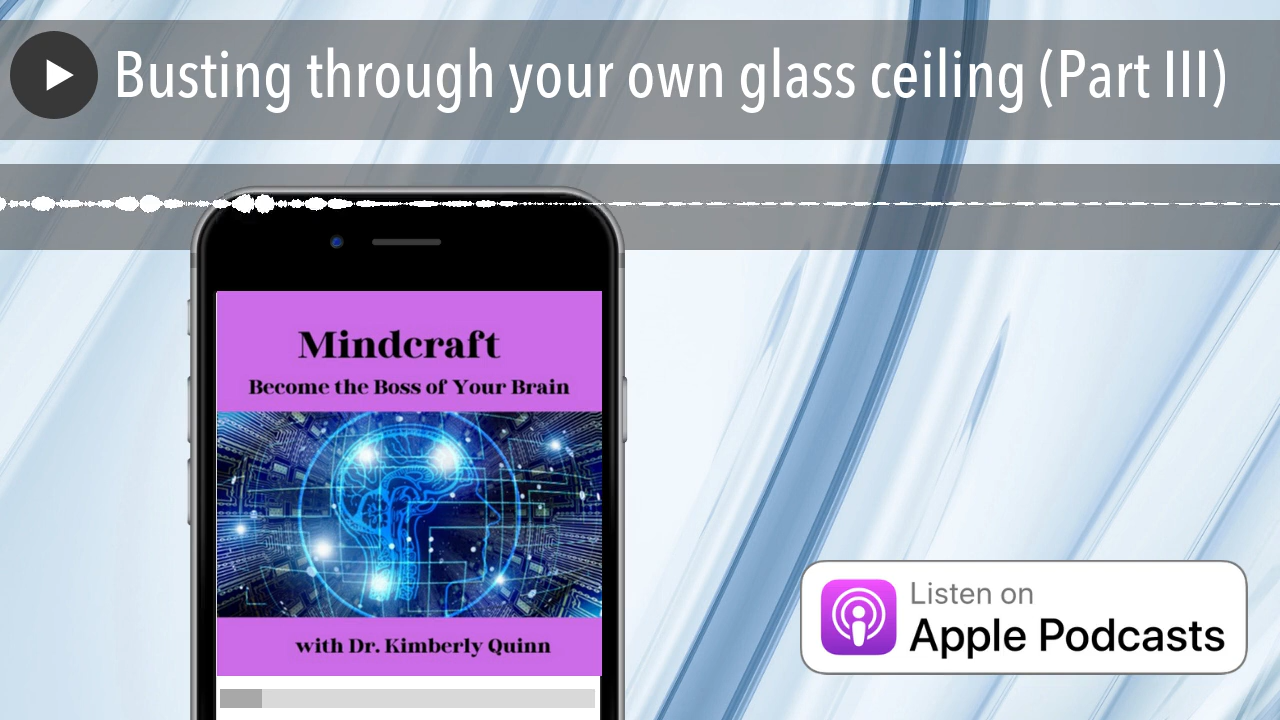 Busting through your own glass ceiling (Part III)
Mindcraft
Become the Boss of Your Brain
with Dr. Kimberly Quinn
Listen on
Apple Podcasts